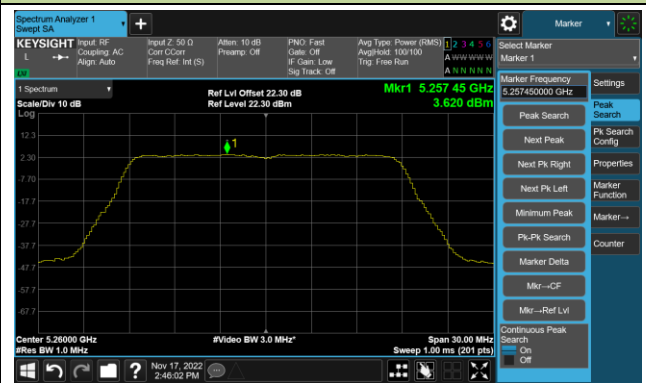 Spectrum Analyzer 1
Swept SA
+
Marker
KEYSIGHT
L
Input: RF
Coupling: AC
Align: Auto
Input Z: 50 Ω
Corr CCorr
Freq Ref: Int (S)
Atten: 10 dB
Preamp: Off
PNO: Fast
Gate: Off
IF Gain: Low
Sig Track: Off
Avg Type: Power (RMS)
Avg|Hold: 100/100
Trig: Free Run
1 2 3 4 5 6
A W W W W W
A N N N N N
Select Marker
Marker 1
1 Spectrum
Scale/Div 10 dB
Log
Ref Lvl Offset 22.30 dB
Ref Level 22.30 dBm
Mkr1 5.257 45 GHz
3.620 dBm
12.3
2.30
-7.70
-17.7
-27.7
-37.7
-47.7
-57.7
-67.7
1
Center 5.26000 GHz
#Res BW 1.0 MHz
#Video BW 3.0 MHz*
Span 30.00 MHz
Sweep 1.00 ms (201 pts)
Marker Frequency
5.257450000 GHz
Peak Search
Next Peak
Next Pk Right
Next Pk Left
Minimum Peak
Pk-Pk Search
Marker Delta
Mkr→CF
Mkr→Ref Lvl
Continuous Peak
Search
On
Off
Settings
Peak
Search
Pk Search
Config
Properties
Marker
Function
Marker→
Counter
?
Nov 17, 2022
2:46:02 PM